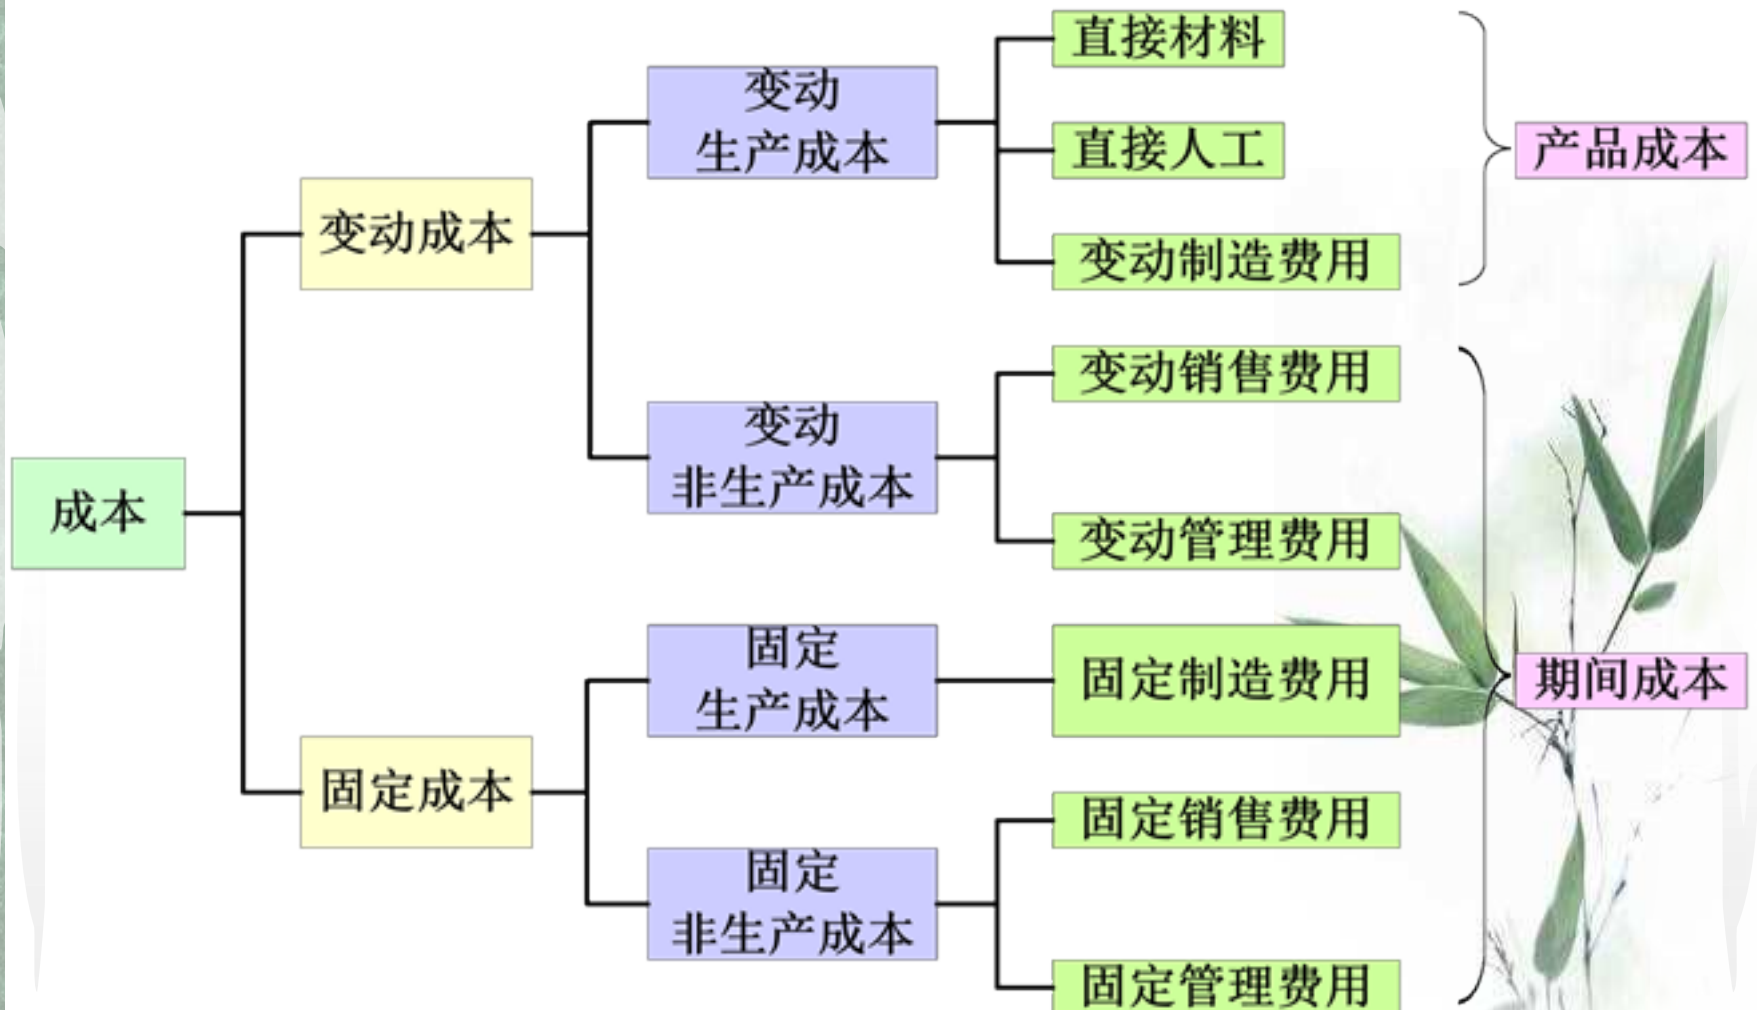 成本
变动成本
变动
生产成本
直接材料
直接人工
变动制造费用
产品成本
变动
非生产成本
变动销售费用
变动管理费用
固定成本
固定
生产成本
固定制造费用
固定
非生产成本
固定销售费用
固定管理费用
期间成本